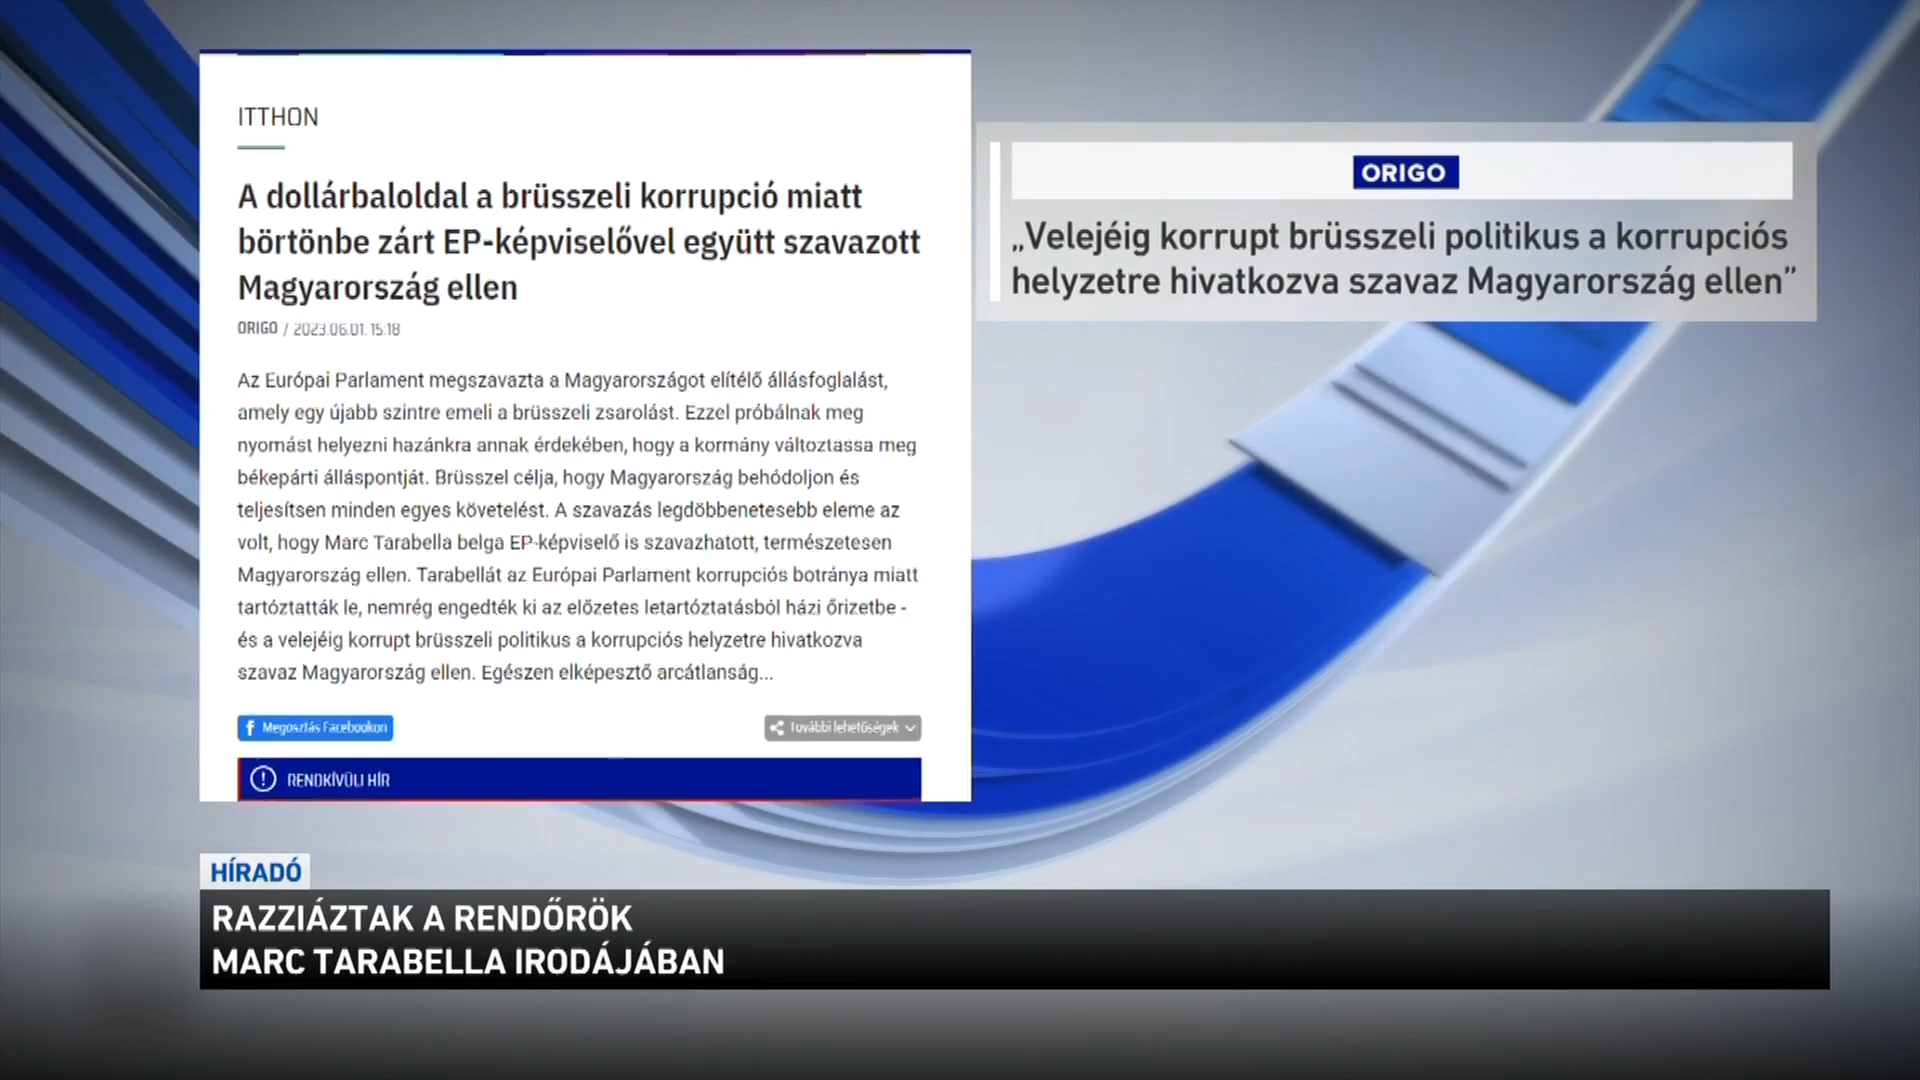 ITTHON
A dollárbaloldal a brüsszeli korrupció miatt
börtönbe zárt EP-képviselővel együtt szavazott
Magyarország ellen
ORIGO / 2023.06.01. 15:18
Az Európai Parlament megszavazta a Magyarországot elítélő állásfoglalást,
amely egy újabb szintre emeli a brüsszeli zsarolást. Ezzel próbálnak meg
nyomást helyezni hazánkra annak érdekében, hogy a kormány változtassa meg
békepárti álláspontját. Brüsszel célja, hogy Magyarország behódoljon és
teljesítsen minden egyes követelést. A szavazás legdöbbenetesebb eleme az
volt, hogy Marc Tarabella belga EP-képviselő is szavazhatott, természetesen
Magyarország ellen. Tarabellát az Európai Parlament korrupciós botránya miatt
tartóztatták le, nemrég engedték ki az előzetes letartóztatásból házi őrizetbe -
és a velejéig korrupt brüsszeli politikus a korrupciós helyzetre hivatkozva
szavaz Magyarország ellen. Egészen elképesztő arcátlanság...
Megosztás Facebookon
További lehetőségek
RENDKÍVÜLI HÍR
ORIGO
„Velejéig korrupt brüsszeli politikus a korrupciós
helyzetre hivatkozva szavaz Magyarország ellen”
HÍRADÓ
RAZZIÁZTAK A RENDŐRÖK
MARC TARABELLA IRODÁJÁBAN